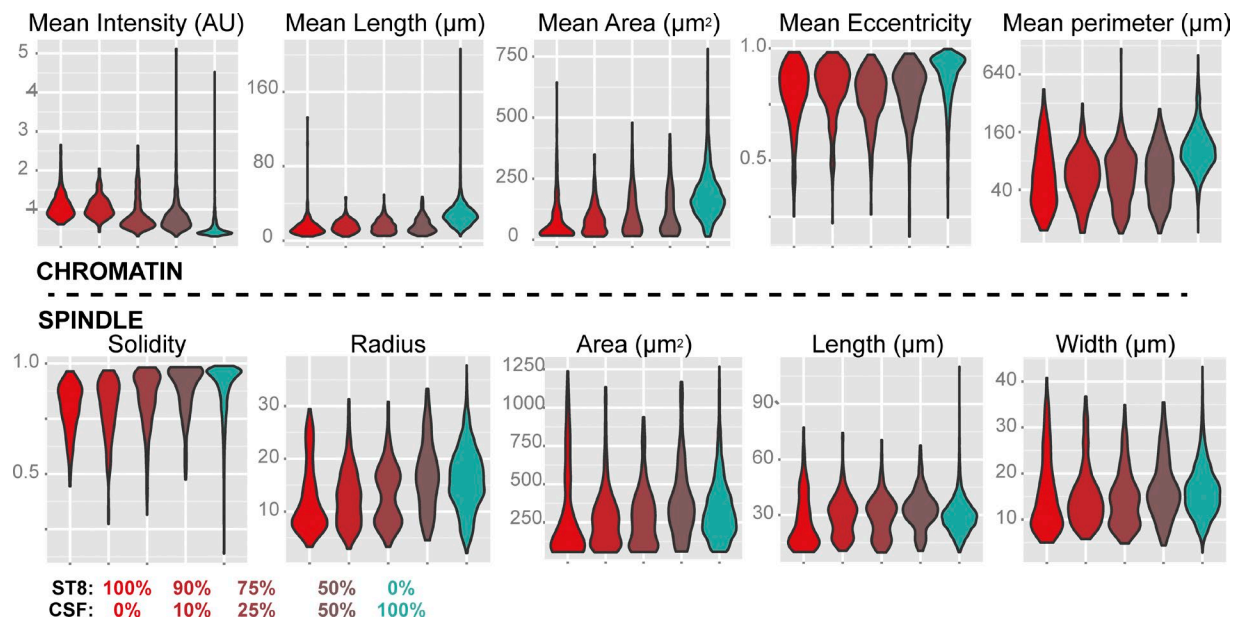 Mean Intensity (AU) Mean Length (µm) Mean Area (µm²) Mean Eccentricity Mean perimeter (µm)
5 4 3 2 1
160 80 0
750 500 250 0
1.0 0.5
640 160 40
CHROMATIN
SPINDLE
Solidity Radius Area (µm²) Length (µm) Width (µm)
1.0 0.5
30 20 10
1250 1000 750 500 250
90 60 30
40 30 20 10
ST8: 100% 90% 75% 50% 0%
CSF: 0% 10% 25% 50% 100%